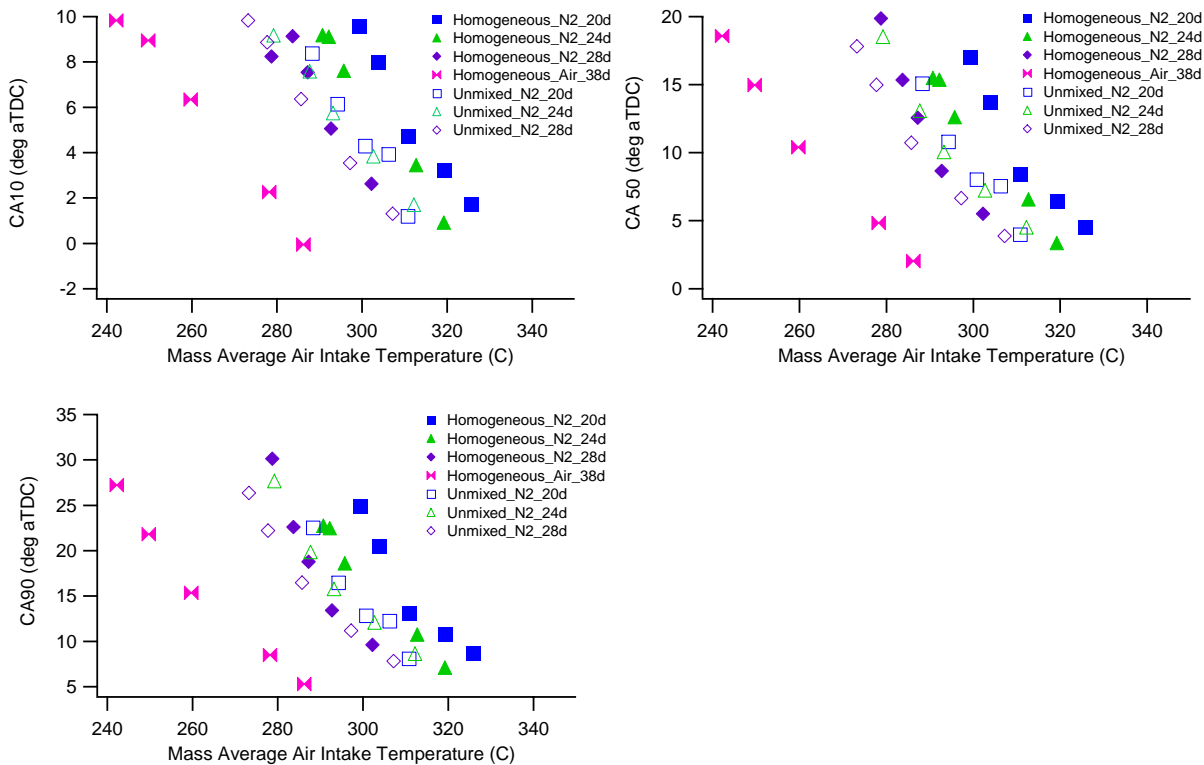 10
8
6
4
2
0
-2
CA10 (deg aTDC)
240 260 280 300 320 340
Mass Average Air Intake Temperature (C)
Homogeneous_N2_20d
Homogeneous_N2_24d
Homogeneous_N2_28d
Homogeneous_Air_38d
Unmixed_N2_20d
Unmixed_N2_24d
Unmixed_N2_28d
20
15
10
5
0
CA 50 (deg aTDC)
240 260 280 300 320 340
Mass Average Air Intake Temperature (C)
Homogeneous_N2_20d
Homogeneous_N2_24d
Homogeneous_N2_28d
Homogeneous_Air_38d
Unmixed_N2_20d
Unmixed_N2_24d
Unmixed_N2_28d
35
30
25
20
15
10
5
CA90 (deg aTDC)
240 260 280 300 320 340
Mass Average Air Intake Temperature (C)
Homogeneous_N2_20d
Homogeneous_N2_24d
Homogeneous_N2_28d
Homogeneous_Air_38d
Unmixed_N2_20d
Unmixed_N2_24d
Unmixed_N2_28d